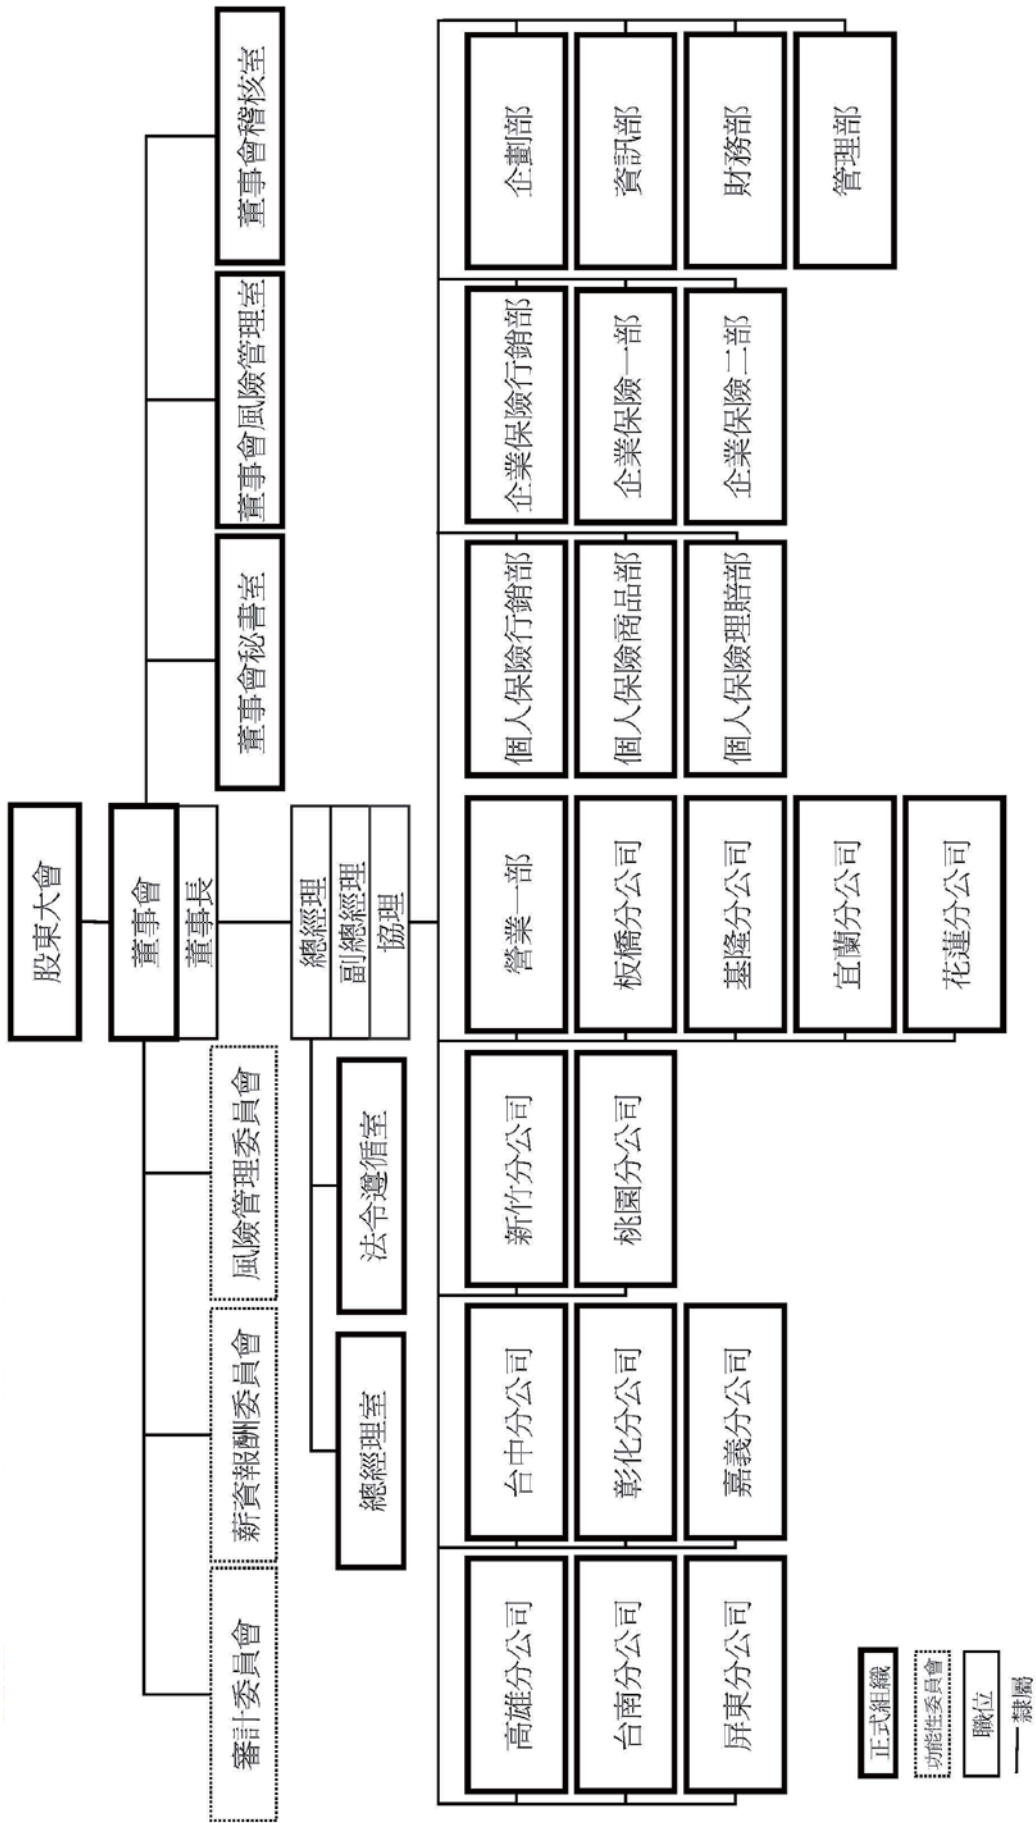 股東大會
董事會
董事長
審計委員會
薪資報酬委員會
風險管理委員會
董事會秘書室
董事會風險管理室
董事會稽核室
總經理
副總經理
協理
總經理室
法令遵循室
高雄分公司
台南分公司
屏東分公司
台中分公司
彰化分公司
嘉義分公司
新竹分公司
桃園分公司
營業一部
板橋分公司
基隆分公司
宜蘭分公司
花蓮分公司
個人保險行銷部
個人保險商品部
個人保險理賠部
企業保險行銷部
企業保險一部
企業保險二部
企劃部
資訊部
財務部
管理部
正式組織
功能性委員會
職位
隸屬